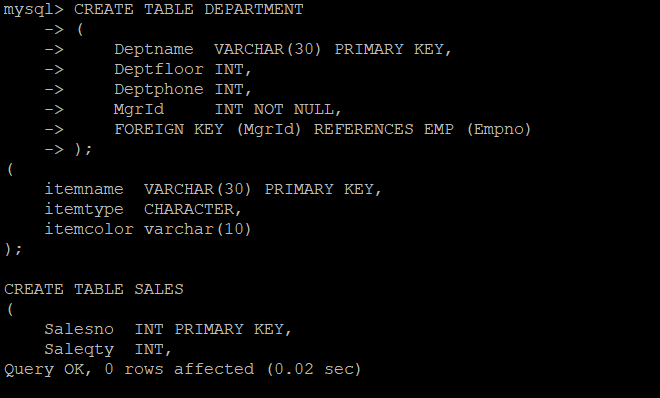 mysql> CREATE TABLE DEPARTMENT
    -> (
    ->     Deptname  VARCHAR(30) PRIMARY KEY,
    ->     Deptfloor INT,
    ->     Deptphone INT,
    ->     MgrId     INT NOT NULL,
    ->     FOREIGN KEY (MgrId) REFERENCES EMP (Empno)
    -> );
(
    itemname  VARCHAR(30) PRIMARY KEY,
    itemtype  CHARACTER,
    itemcolor varchar(10)
);

CREATE TABLE SALES
(
    Salesno  INT PRIMARY KEY,
    Saleqty  INT,
Query OK, 0 rows affected (0.02 sec)